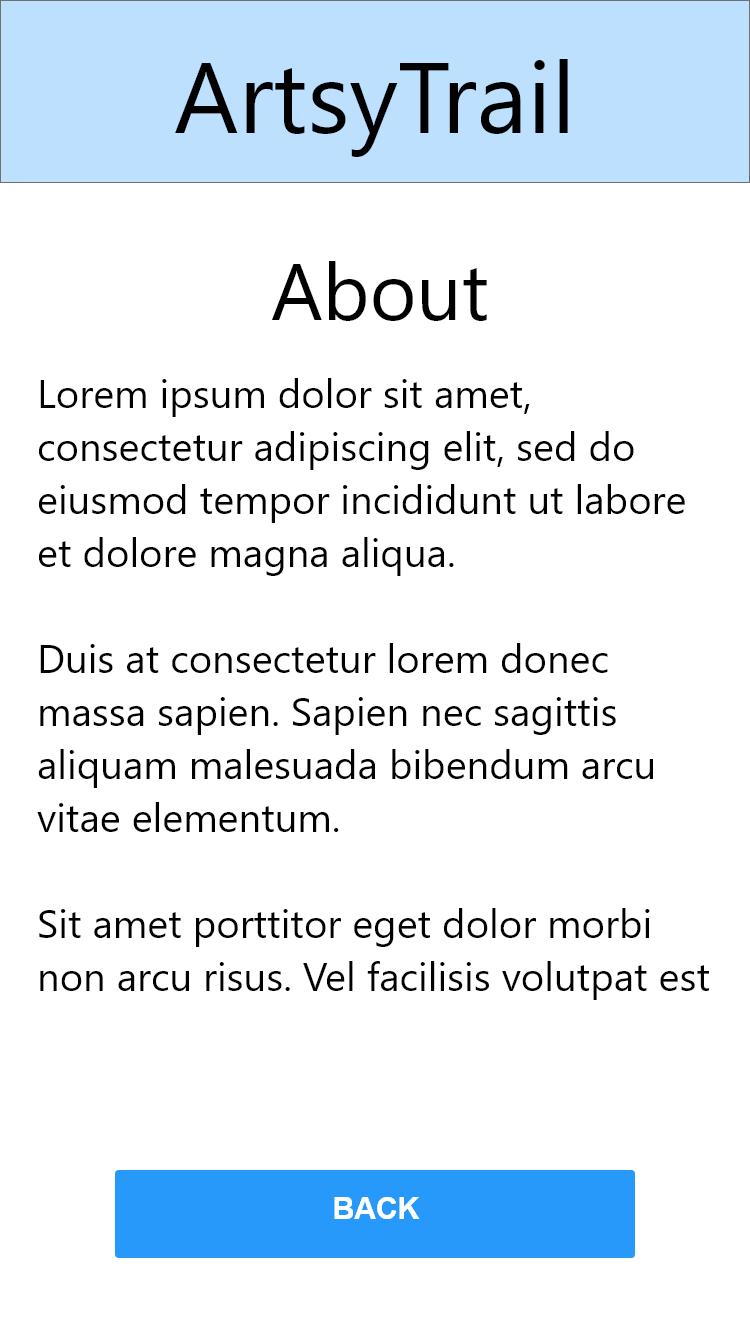 ArtsyTrail
About
Lorem ipsum dolor sit amet,
consectetur adipiscing elit, sed do
eiusmod tempor incididunt ut labore
et dolore magna aliqua.
Duis at consectetur lorem donec
massa sapien. Sapien nec sagittis
aliquam malesuada bibendum arcu
vitae elementum.
Sit amet porttitor eget dolor morbi
non arcu risus. Vel facilisis volutpat est
BACK